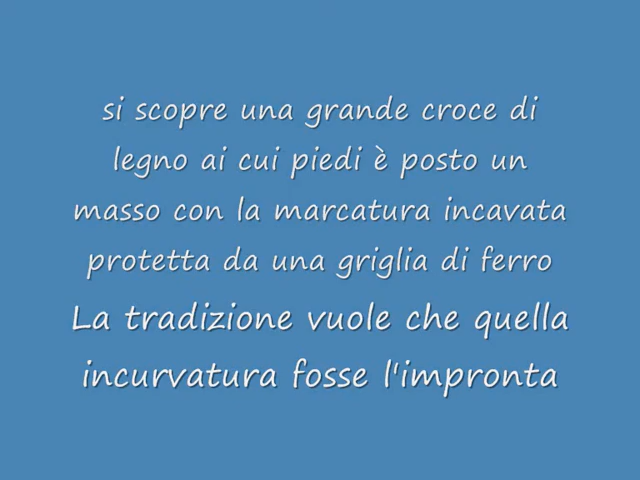 si scopre una grande croce di
legno ai cui piedi è posto un
masso con la marcatura incavata
protetta da una griglia di ferro
La tradizione vuole che quella
incurvatura fosse l'impronta